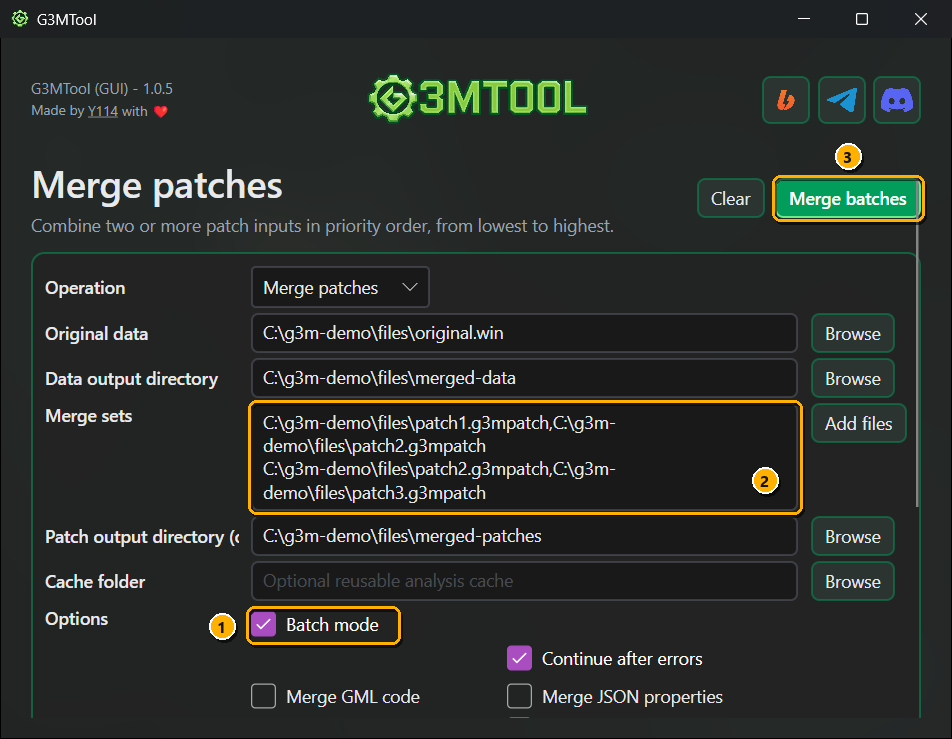 G3MTool
G3MTool (GUI) - 1.0.5
Made by Y114 with ❤️
G3MTOOL
3
Merge patches
Clear
Merge batches
Combine two or more patch inputs in priority order, from lowest to highest.
Operation
Merge patches
Original data
C:\g3m-demo\files\original.win
Browse
Data output directory
C:\g3m-demo\files\merged-data
Browse
Merge sets
C:\g3m-demo\files\patch1.g3mpatch,C:\g3m-
demo\files\patch2.g3mpatch
C:\g3m-demo\files\patch2.g3mpatch,C:\g3m-
demo\files\patch3.g3mpatch
2
Add files
Patch output directory (c
C:\g3m-demo\files\merged-patches
Browse
Cache folder
Optional reusable analysis cache
Browse
Options
1
Batch mode
Continue after errors
Merge GML code
Merge JSON properties